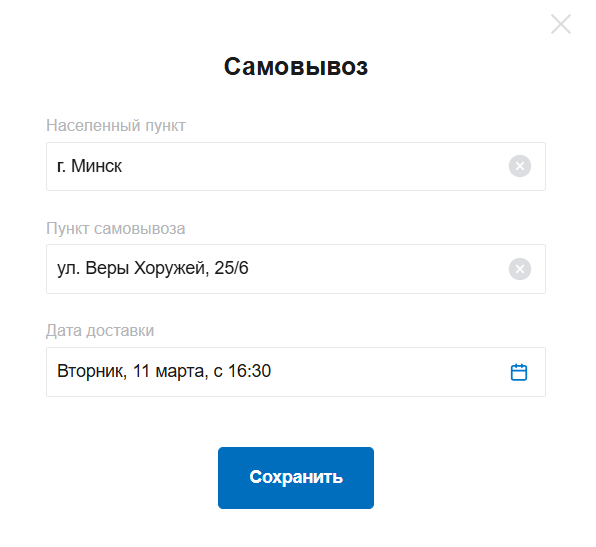 Самовывоз
Населенный пункт
г. Минск
Пункт самовывоза
ул. Веры Хоружей, 25/6
Дата доставки
Вторник, 11 марта, с 16:30
Сохранить